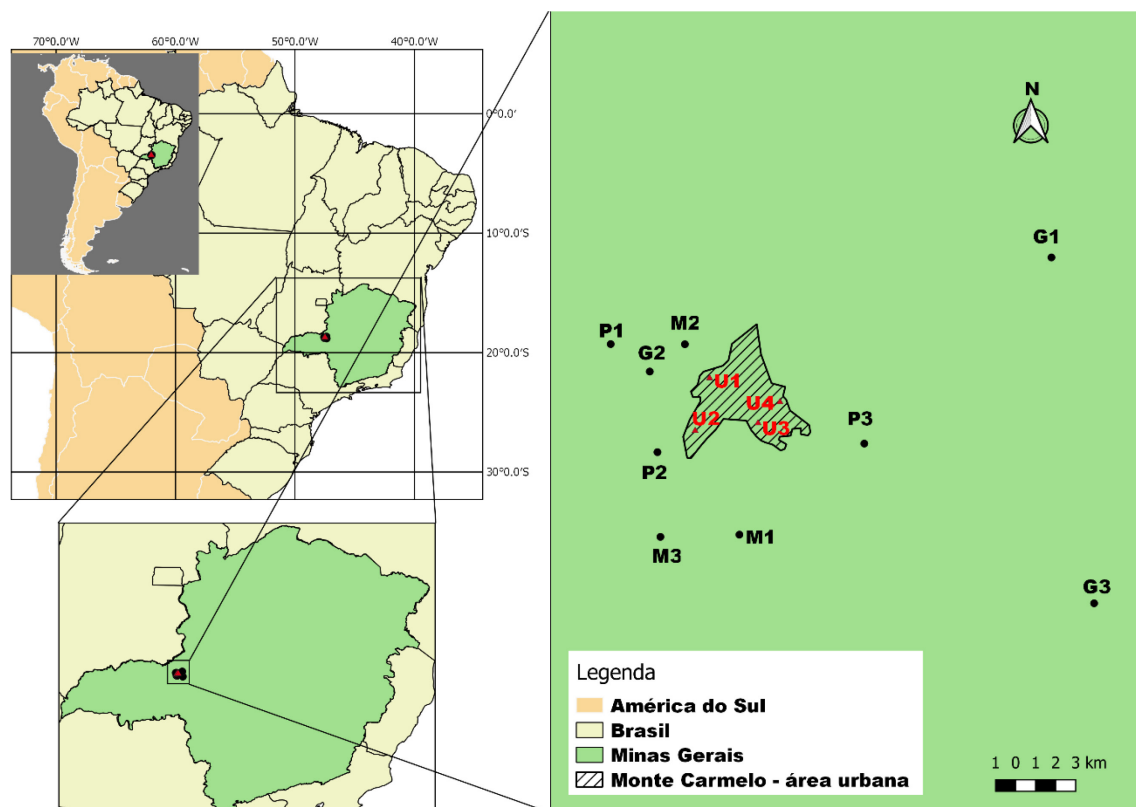 70°0.0'W 60°0.0'W 50°0.0'W 40°0.0'W
0°0.0'
10°0.0'S
20°0.0'S
30°0.0'S
N
G1
P1
M2
G2
U1
U4
U2
U3
P3
P2
M3
M1
G3
Legenda
América do Sul
Brasil
Minas Gerais
Monte Carmelo - área urbana
1 0 1 2 3 km